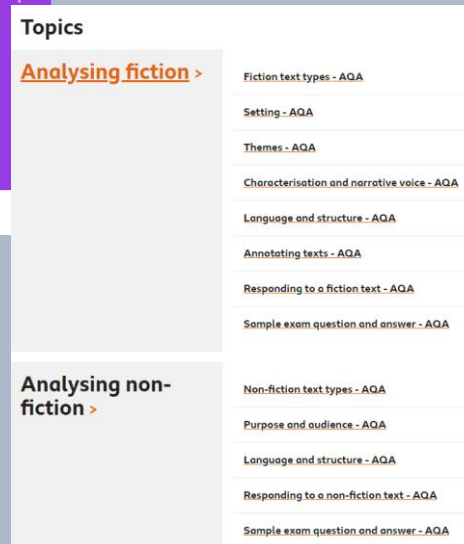 Topics
Analysing fiction >
Fiction text types - AQA
Setting - AQA
Themes - AQA
Characterisation and narrative voice - AQA
Language and structure - AQA
Annotating texts - AQA
Responding to a fiction text - AQA
Sample exam question and answer - AQA
Analysing non-
fiction >
Non-fiction text types - AQA
Purpose and audience - AQA
Language and structure - AQA
Responding to a non-fiction text - AQA
Sample exam question and answer - AQA